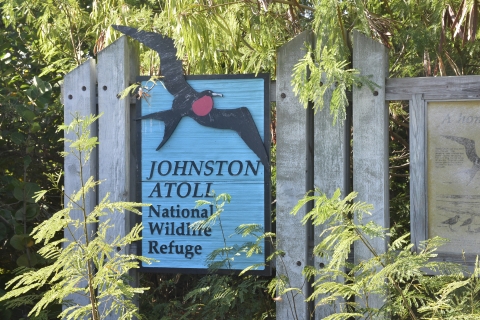 JOHNSTON
ATOLL
National
Wildlife
Refuge